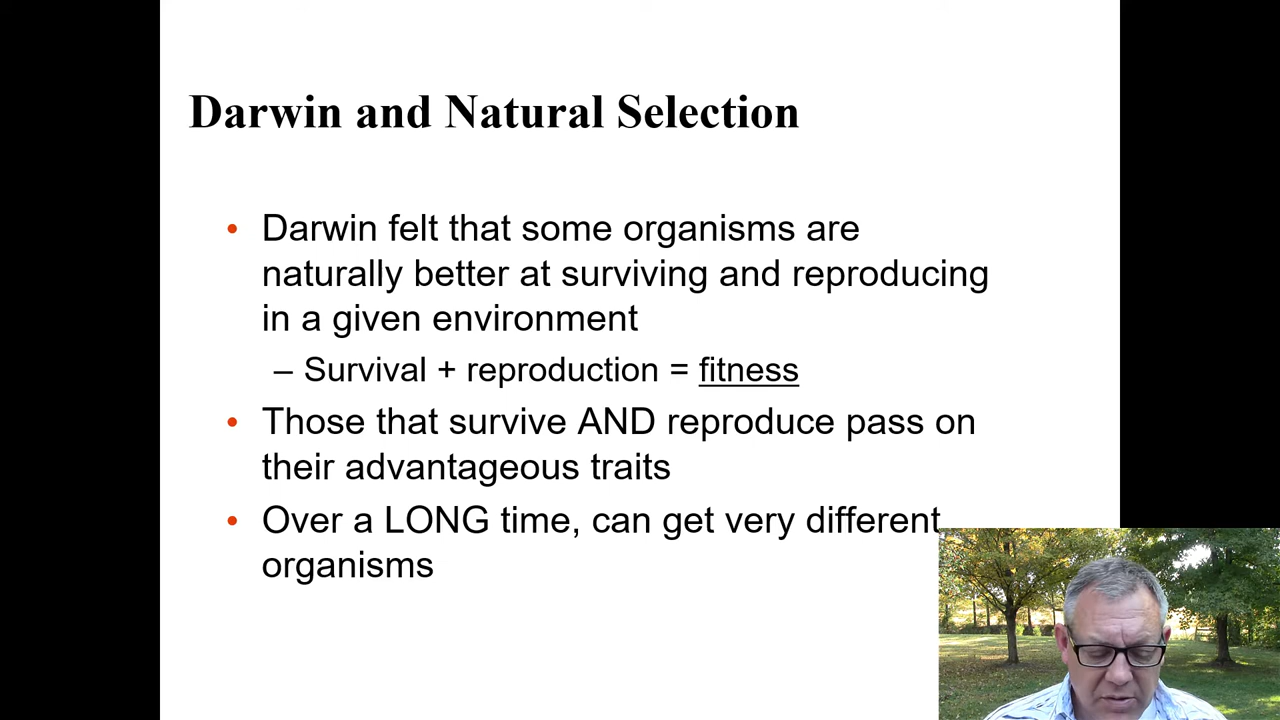 Darwin and Natural Selection
• Darwin felt that some organisms are
naturally better at surviving and reproducing
in a given environment
– Survival + reproduction = fitness
• Those that survive AND reproduce pass on
their advantageous traits
• Over a LONG time, can get very different
organisms